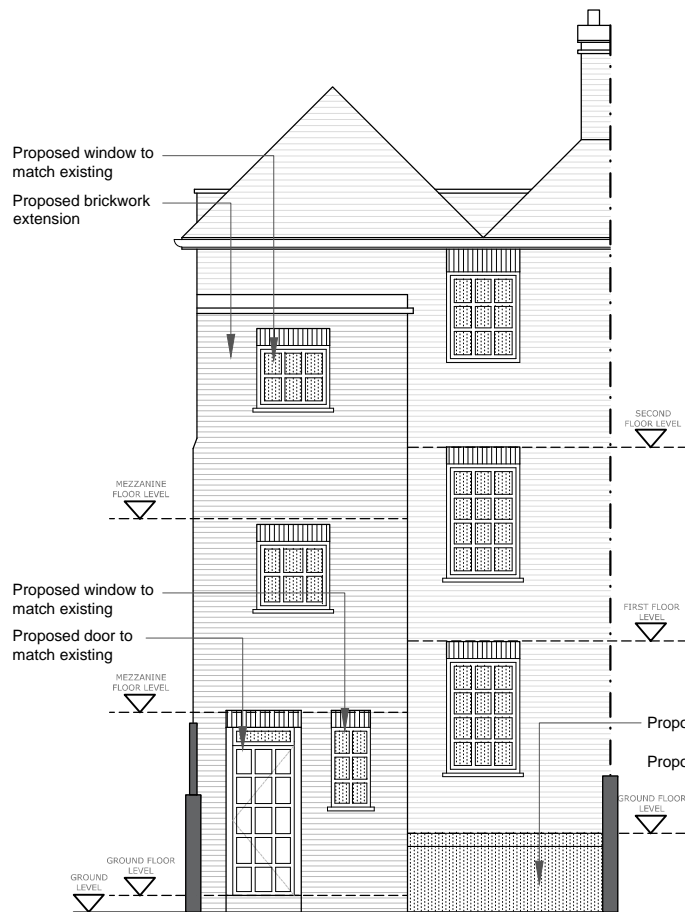 Proposed window to
match existing
Proposed brickwork
extension
SECOND
FLOOR LEVEL
MEZZANINE
FLOOR LEVEL
Proposed window to
match existing
Proposed door to
match existing
FIRST FLOOR
LEVEL
MEZZANINE
FLOOR LEVEL
Propo
Propo
GROUND FLOOR
LEVEL
GROUND FLOOR
LEVEL
GROUND
LEVEL